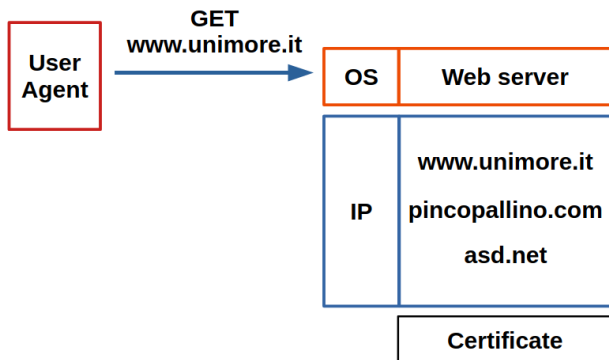 GET
www.unimore.it
User
Agent
OS
Web server
IP
www.unimore.it
pincopallino.com
asd.net
Certificate